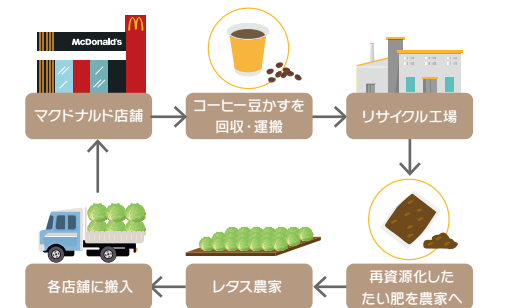 McDonald's
マクドナルド店舗
コーヒー豆かすを
回収・運搬
リサイクル工場
再資源化した
たい肥を農家へ
レタス農家
各店舗に搬入